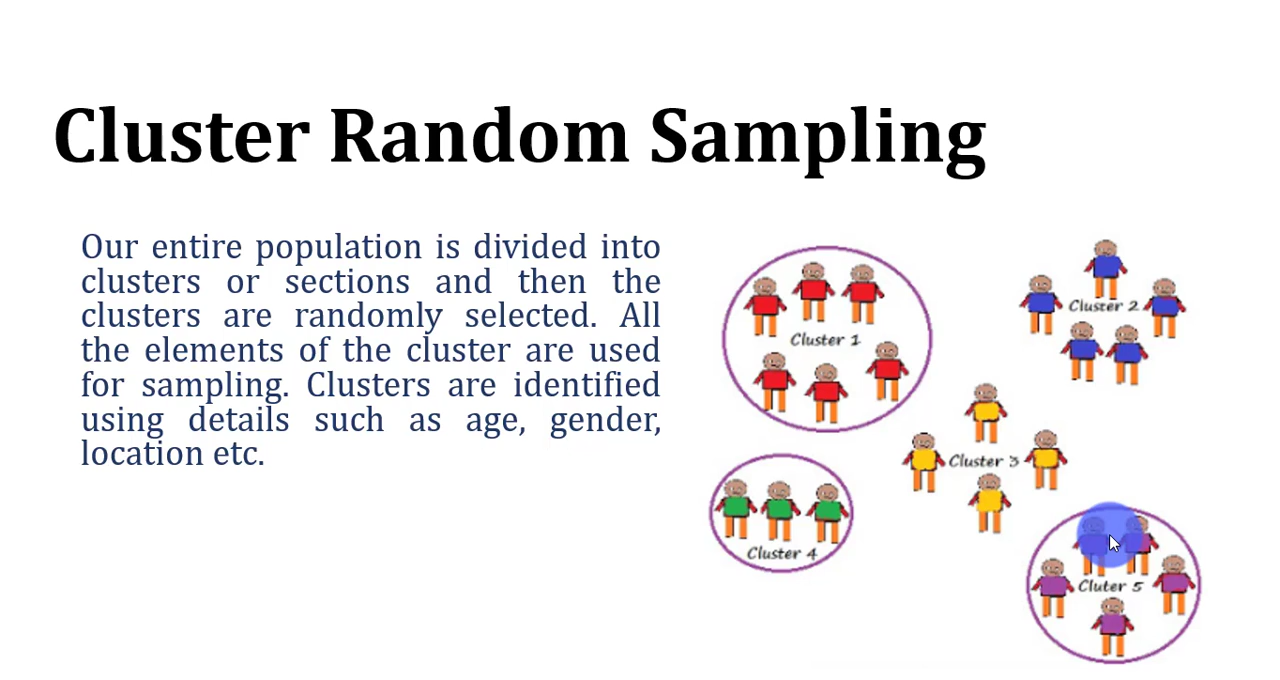 Cluster Random Sampling
Our entire population is divided into
clusters or sections and then the
clusters are randomly selected. All
the elements of the cluster are used
for sampling. Clusters are identified
using details such as age, gender,
location etc.
Cluster 1
Cluster 2
Cluster 3
Cluster 4
Cluter 5